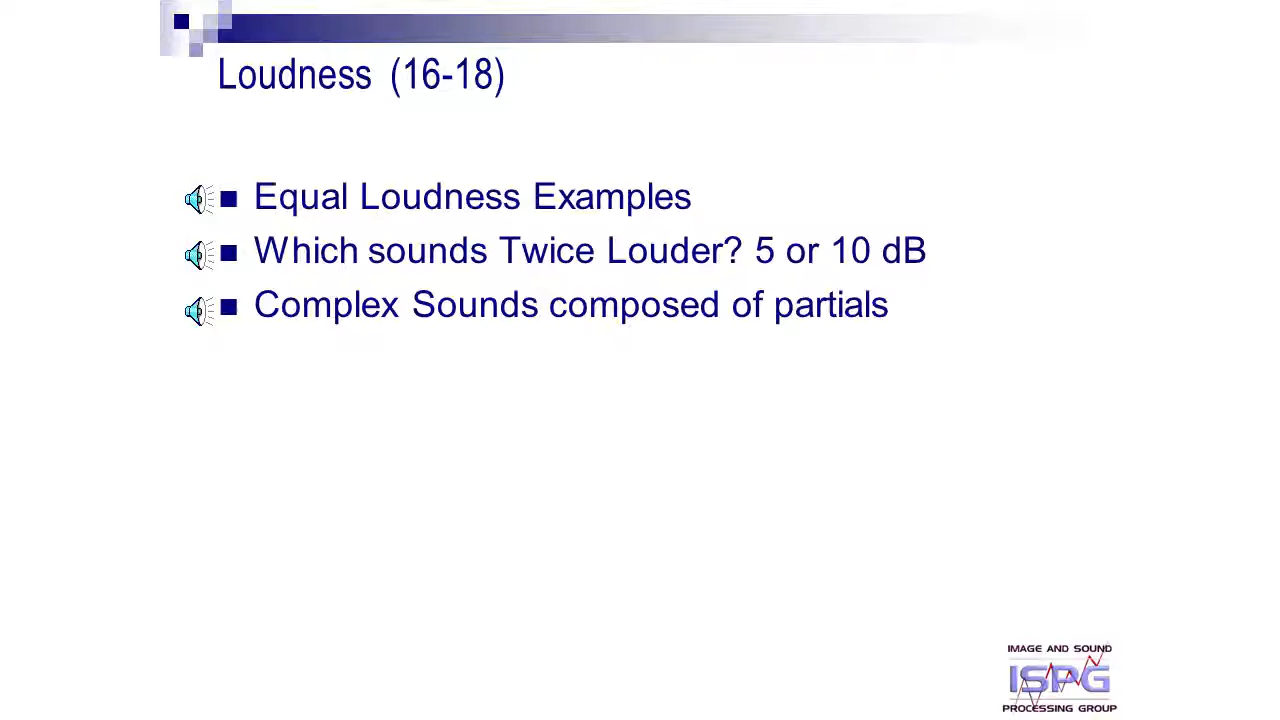 Loudness (16-18)
Equal Loudness Examples
Which sounds Twice Louder? 5 or 10 dB
Complex Sounds composed of partials
IMAGE AND SOUND
ISPG
PROCESSING GROUP